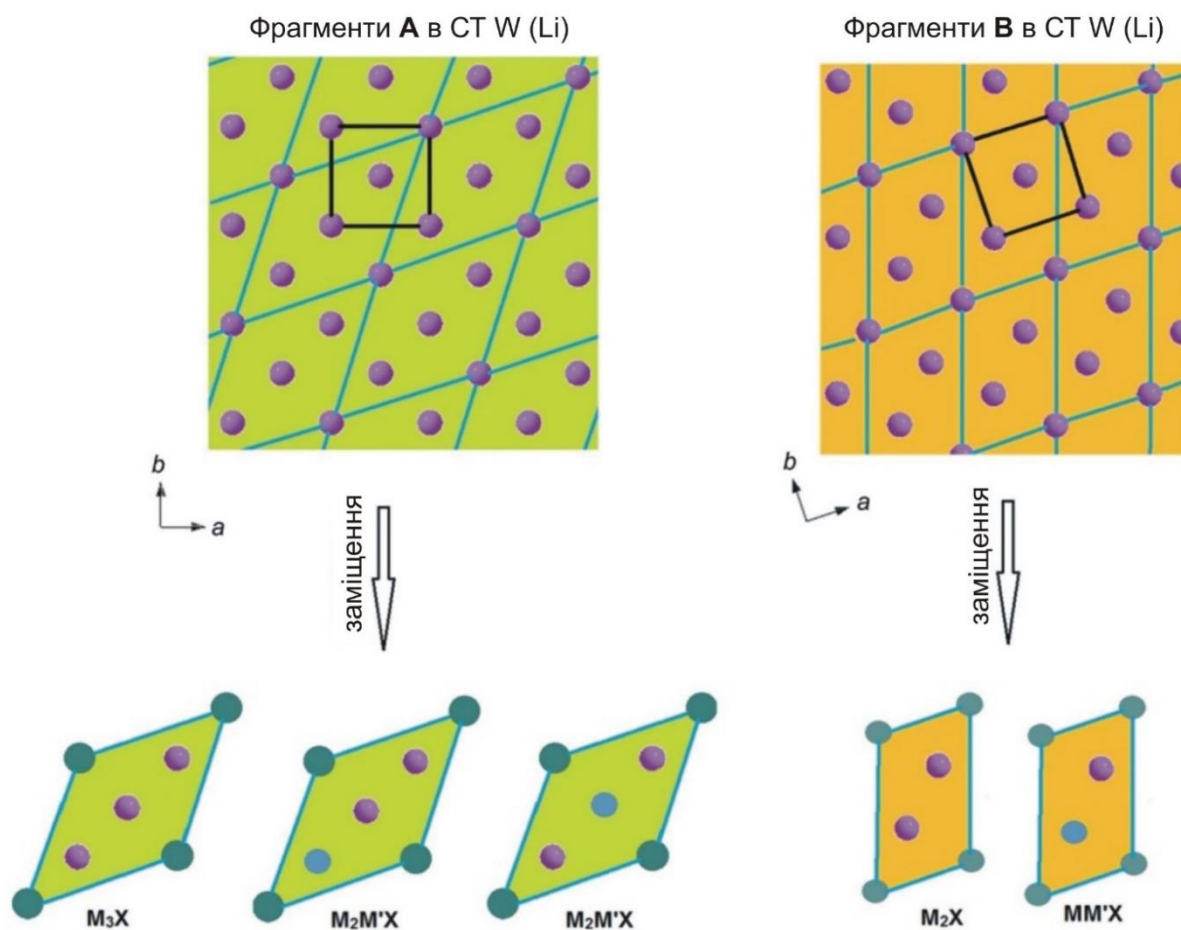 Фрагменти A в СТ W (Li)
Фрагменти B в СТ W (Li)
b
a
заміщення
b
a
заміщення
M₃X
M₂M'X
M₂M'X
M₂X
MM'X